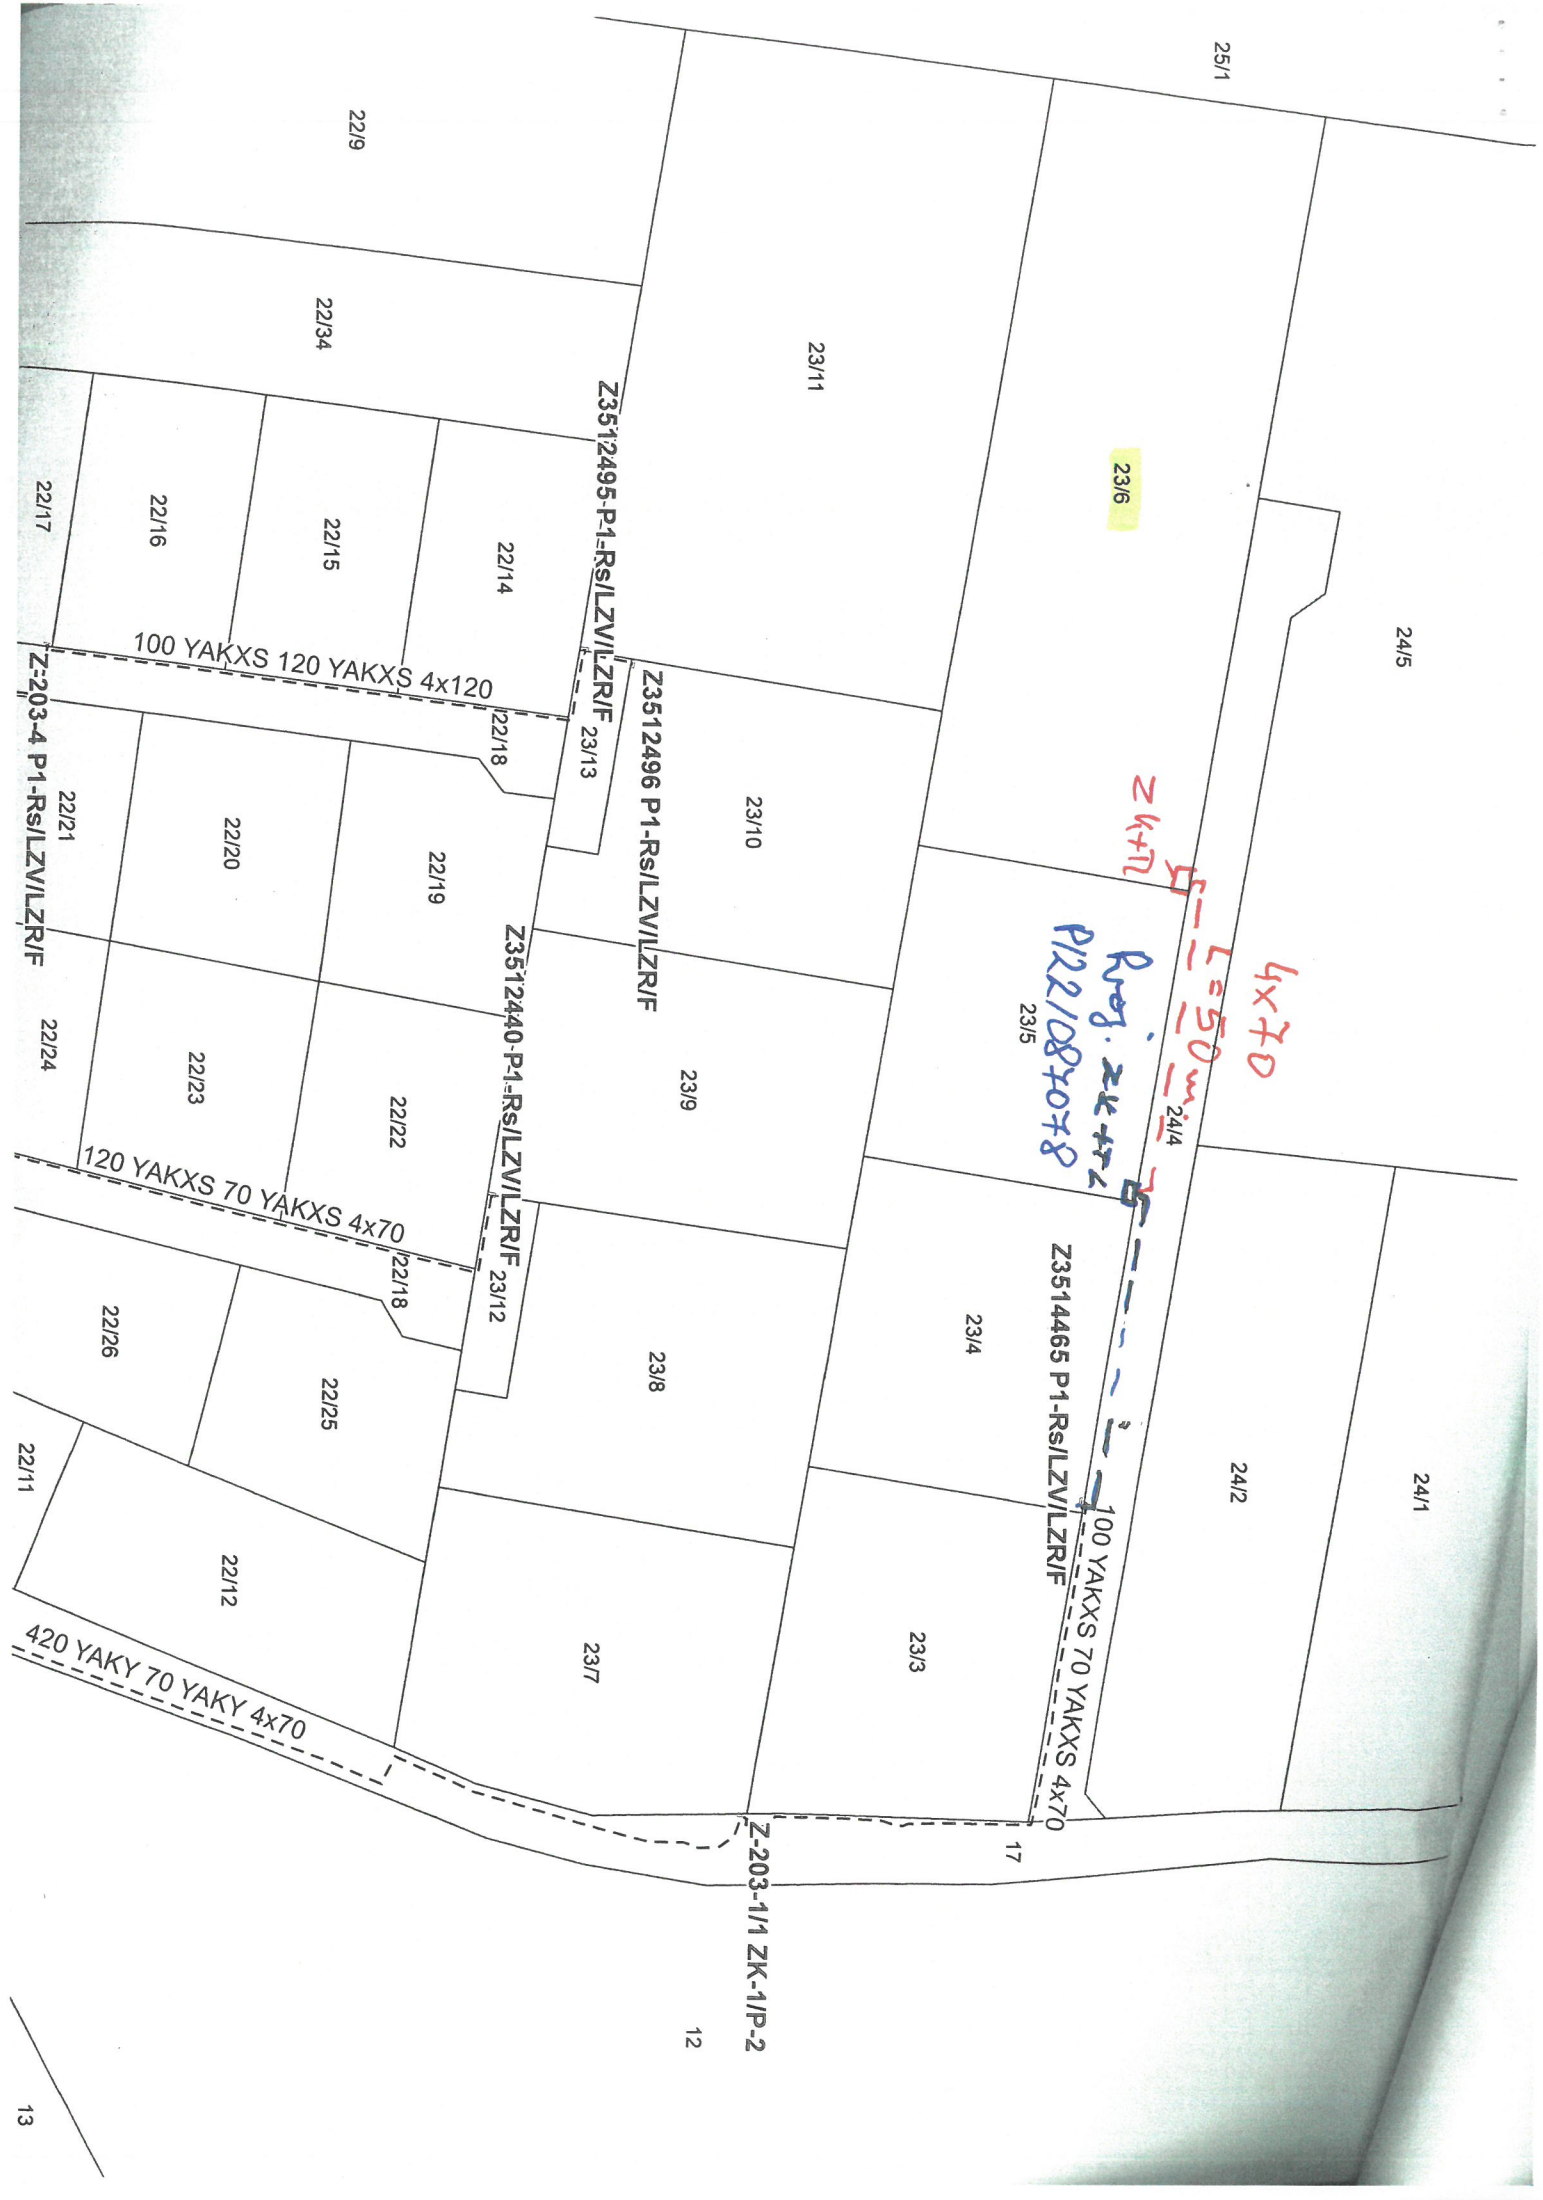 25/1
22/9
22/34
23/11
23/6
24/5
22/17
22/16
22/15
22/14
Z3512495 P1-Rs/LZV/LZR/F
100 YAKXS 120 YAKXS 4x120
22/18
23/13
Z3512496 P1-Rs/LZV/LZR/F
Z-203-4 P1-Rs/LZV/LZR/F
22/21
22/20
22/19
23/10
4x70
L=50m
Proj. ZK+TL
P/22/087078
23/5
24/4
22/24
22/23
22/22
Z3512440 P1-Rs/LZV/LZR/F
23/9
120 YAKXS 70 YAKXS 4x70
22/18
23/12
22/26
22/25
23/8
23/4
Z3514465 P1-Rs/LZV/LZR/F
24/2
24/1
22/11
22/12
23/7
23/3
100 YAKXS 70 YAKXS 4x70
420 YAKY 70 YAKY 4x70
17
Z-203-1/1 ZK-1/P-2
12
13